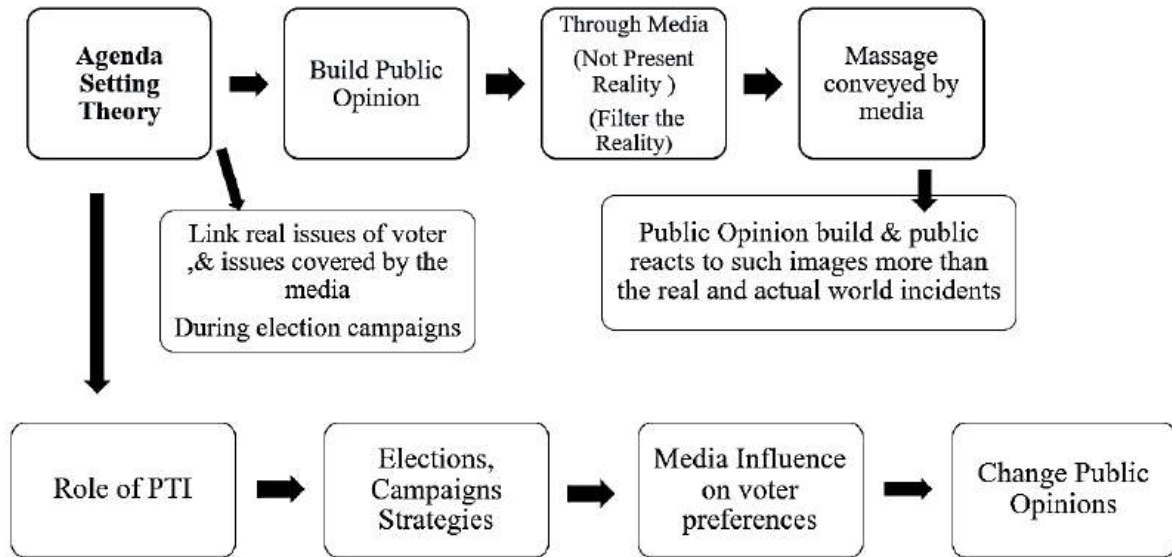 Agenda
Setting
Theory
Build Public
Opinion
Through Media
(Not Present
Reality )
(Filter the
Reality)
Massage
conveyed by
media
Link real issues of voter
,& issues covered by the
media
During election campaigns
Public Opinion build & public
reacts to such images more than
the real and actual world incidents
Role of PTI
Elections,
Campaigns
Strategies
Media Influence
on voter
preferences
Change Public
Opinions